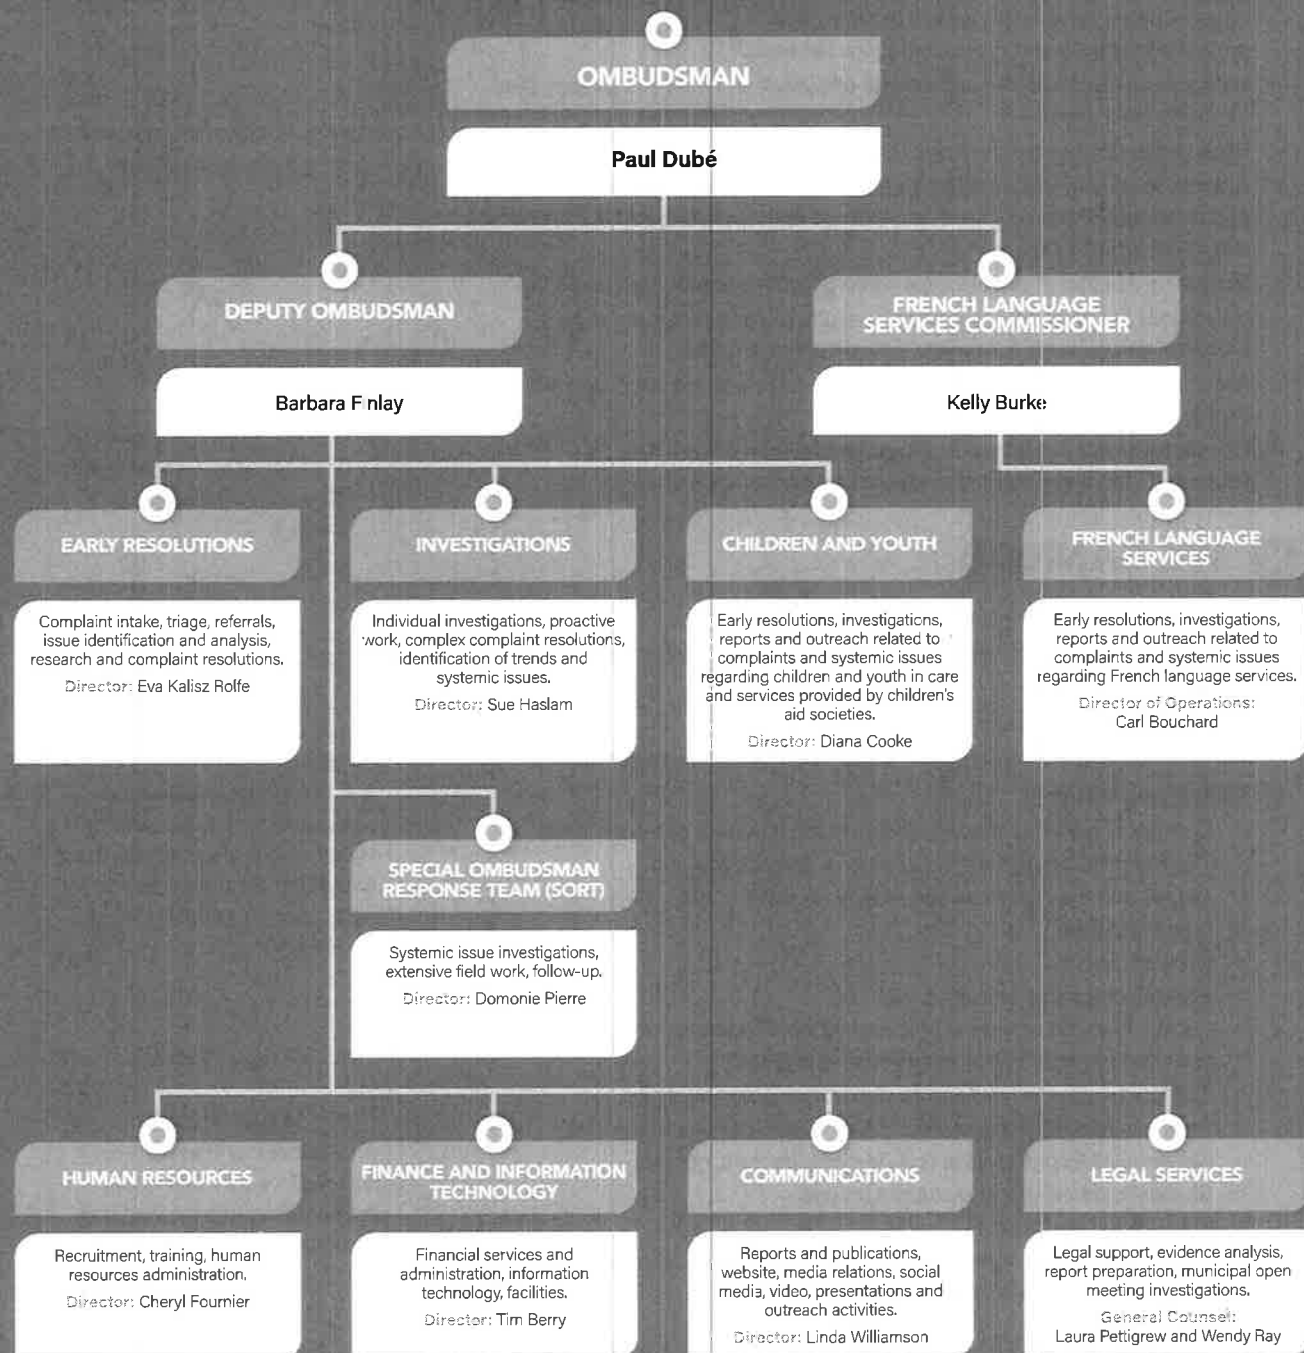 OMBUDSMAN
Paul Dubé
DEPUTY OMBUDSMAN
Barbara Finlay
FRENCH LANGUAGE
SERVICES COMMISSIONER
Kelly Burke
EARLY RESOLUTIONS
Complaint intake, triage, referrals,
issue identification and analysis,
research and complaint resolutions.
Director: Eva Kalisz Rolfe
INVESTIGATIONS
Individual investigations, proactive
work, complex complaint resolutions,
identification of trends and
systemic issues.
Director: Sue Haslam
CHILDREN AND YOUTH
Early resolutions, investigations,
reports and outreach related to
complaints and systemic issues
regarding children and youth in care
and services provided by children's
aid societies.
Director: Diana Cooke
FRENCH LANGUAGE
SERVICES
Early resolutions, investigations,
reports and outreach related to
complaints and systemic issues
regarding French language services.
Director of Operations:
Carl Bouchard
SPECIAL OMBUDSMAN
RESPONSE TEAM (SORT)
Systemic issue investigations,
extensive field work, follow-up.
Director: Domonie Pierre
HUMAN RESOURCES
Recruitment, training, human
resources administration.
Director: Cheryl Fournier
FINANCE AND INFORMATION
TECHNOLOGY
Financial services and
administration, information
technology, facilities.
Director: Tim Berry
COMMUNICATIONS
Reports and publications,
website, media relations, social
media, video, presentations and
outreach activities.
Director: Linda Williamson
LEGAL SERVICES
Legal support, evidence analysis,
report preparation, municipal open
meeting investigations.
General Counsel:
Laura Pettigrew and Wendy Ray